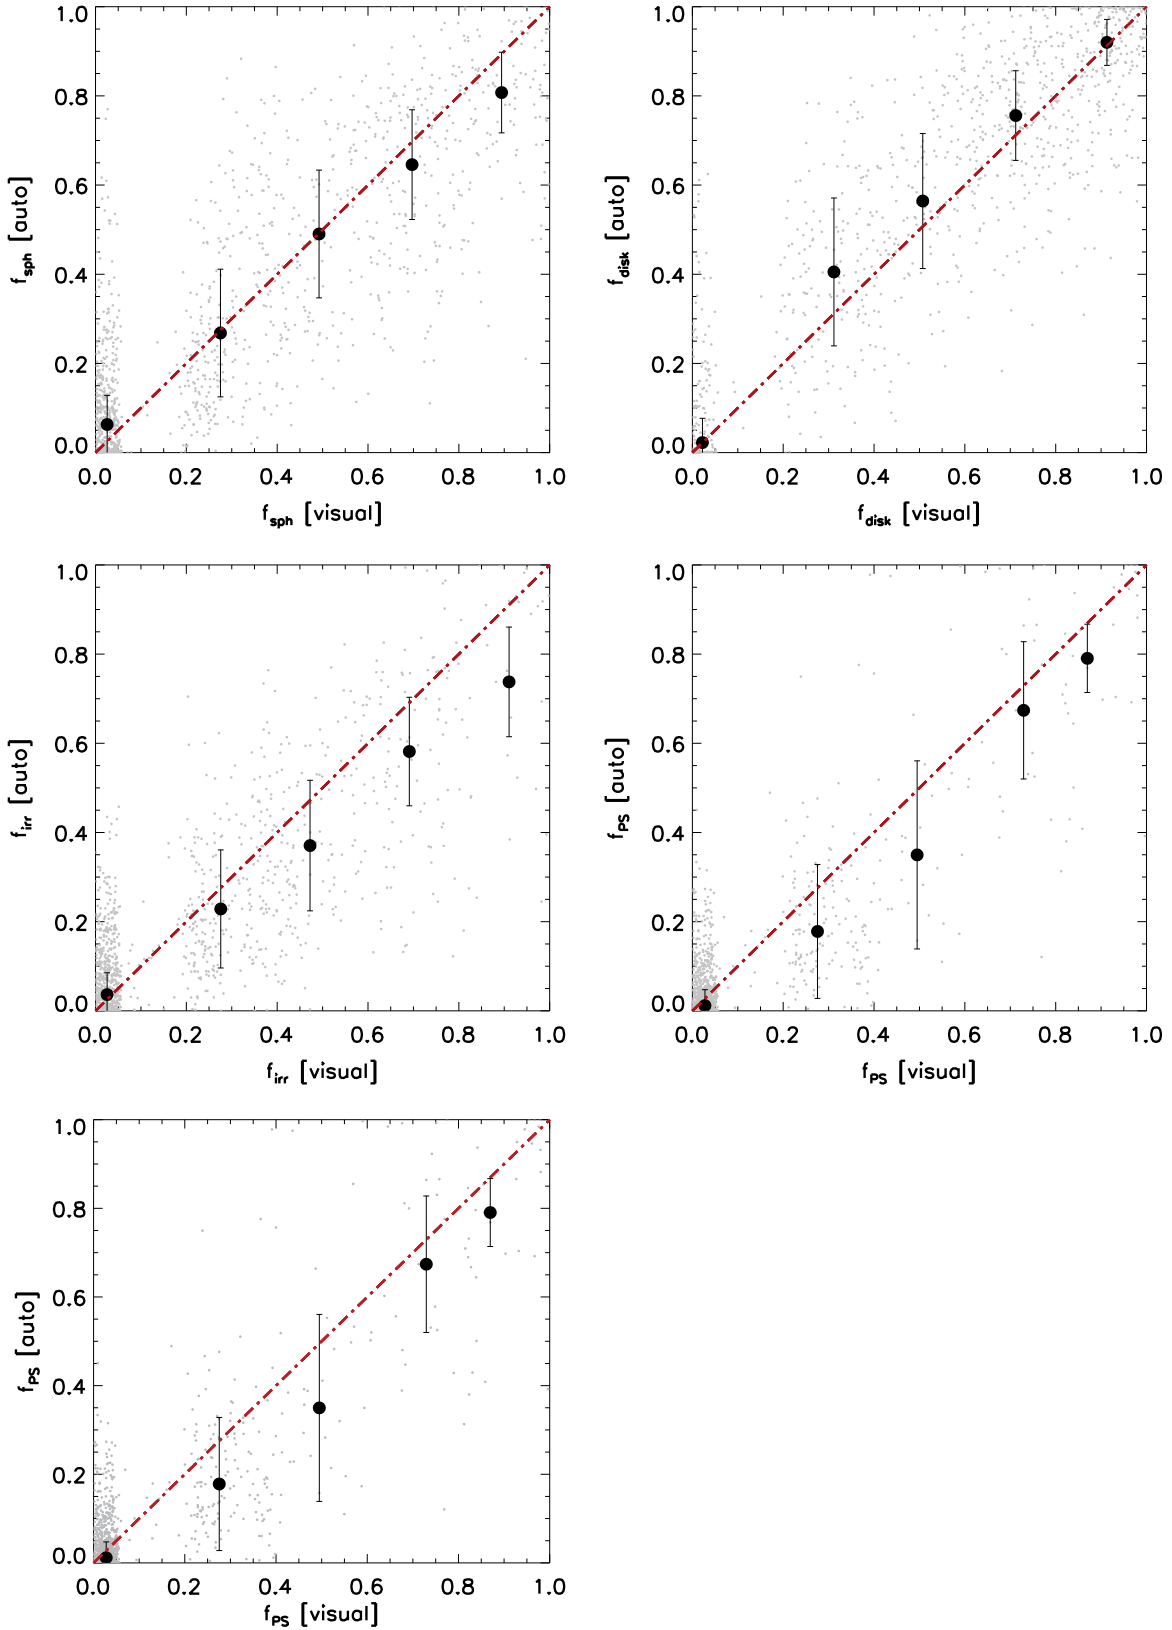 1.0
0.8
0.6
0.4
0.2
0.0
f_sph [auto]
0.0 0.2 0.4 0.6 0.8 1.0
f_sph [visual]
1.0
0.8
0.6
0.4
0.2
0.0
f_disk [auto]
0.0 0.2 0.4 0.6 0.8 1.0
f_disk [visual]
1.0
0.8
0.6
0.4
0.2
0.0
f_irr [auto]
0.0 0.2 0.4 0.6 0.8 1.0
f_irr [visual]
1.0
0.8
0.6
0.4
0.2
0.0
f_PS [auto]
0.0 0.2 0.4 0.6 0.8 1.0
f_PS [visual]
1.0
0.8
0.6
0.4
0.2
0.0
f_PS [auto]
0.0 0.2 0.4 0.6 0.8 1.0
f_PS [visual]